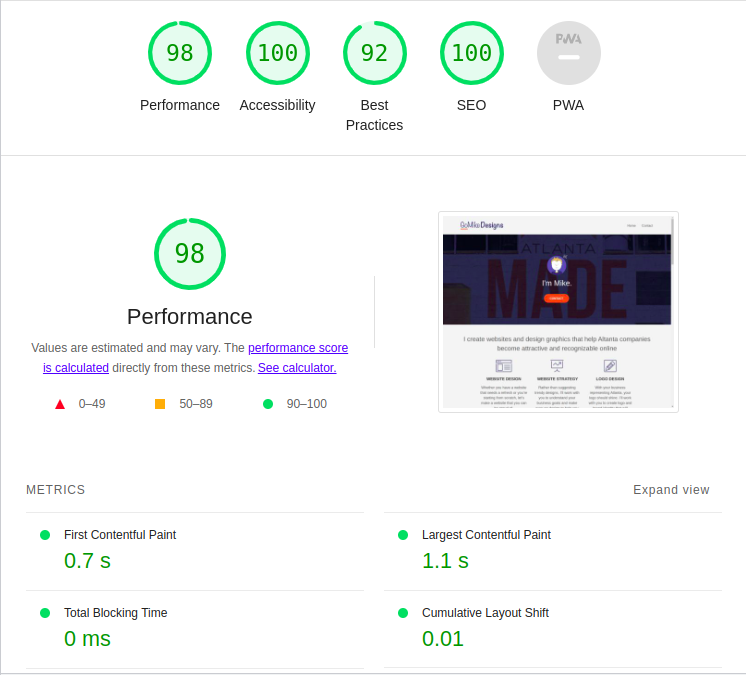 98
100
92
100
PWA
Performance
Accessibility
Best
Practices
SEO
PWA
98
Performance
Values are estimated and may vary. The performance score
is calculated directly from these metrics. See calculator.
0–49
50–89
90–100
GoMikeDesigns
Home
Contact
ATLANTA
MADE
I'm Mike.
I create websites and design graphics that help Atlanta companies
become attractive and recognizable online
WEBSITE DESIGN
WEBSITE STRATEGY
LOGO DESIGN
METRICS
Expand view
First Contentful Paint
0.7 s
Largest Contentful Paint
1.1 s
Total Blocking Time
0 ms
Cumulative Layout Shift
0.01